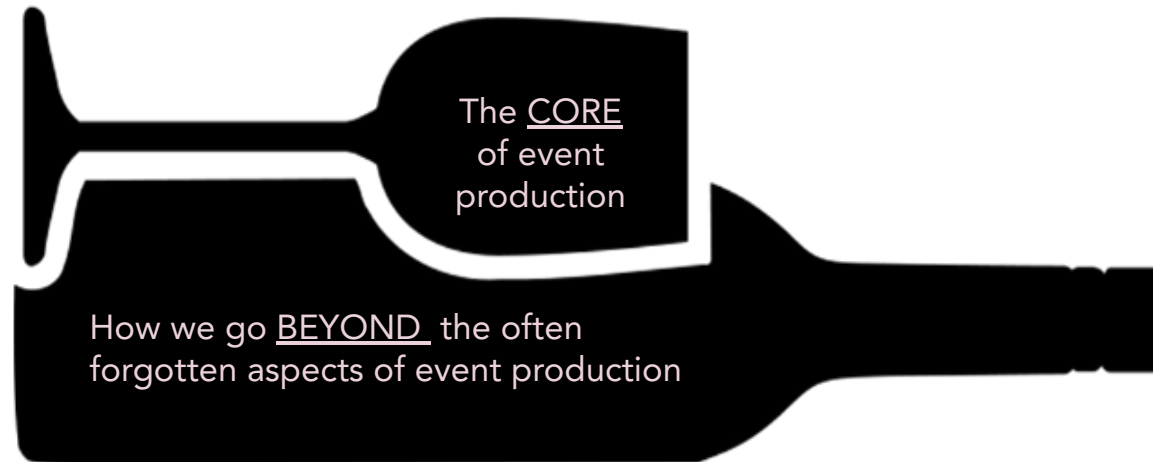 The CORE
of event
production
How we go BEYOND the often
forgotten aspects of event production